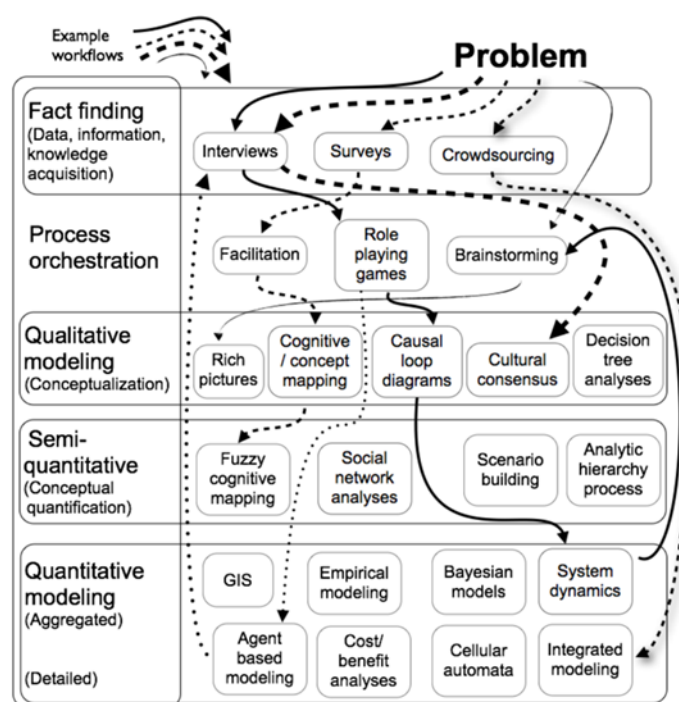 Example
workflows
Problem
Fact finding
(Data, information,
knowledge
acquisition)
Interviews
Surveys
Crowdsourcing
Process
orchestration
Facilitation
Role
playing
games
Brainstorming
Qualitative
modeling
(Conceptualization)
Rich
pictures
Cognitive
/ concept
mapping
Causal
loop
diagrams
Cultural
consensus
Decision
tree
analyses
Semi-
quantitative
(Conceptual
quantification)
Fuzzy
cognitive
mapping
Social
network
analyses
Scenario
building
Analytic
hierarchy
process
Quantitative
modeling
(Aggregated)
(Detailed)
GIS
Empirical
modeling
Bayesian
models
System
dynamics
Agent
based
modeling
Cost/
benefit
analyses
Cellular
automata
Integrated
modeling